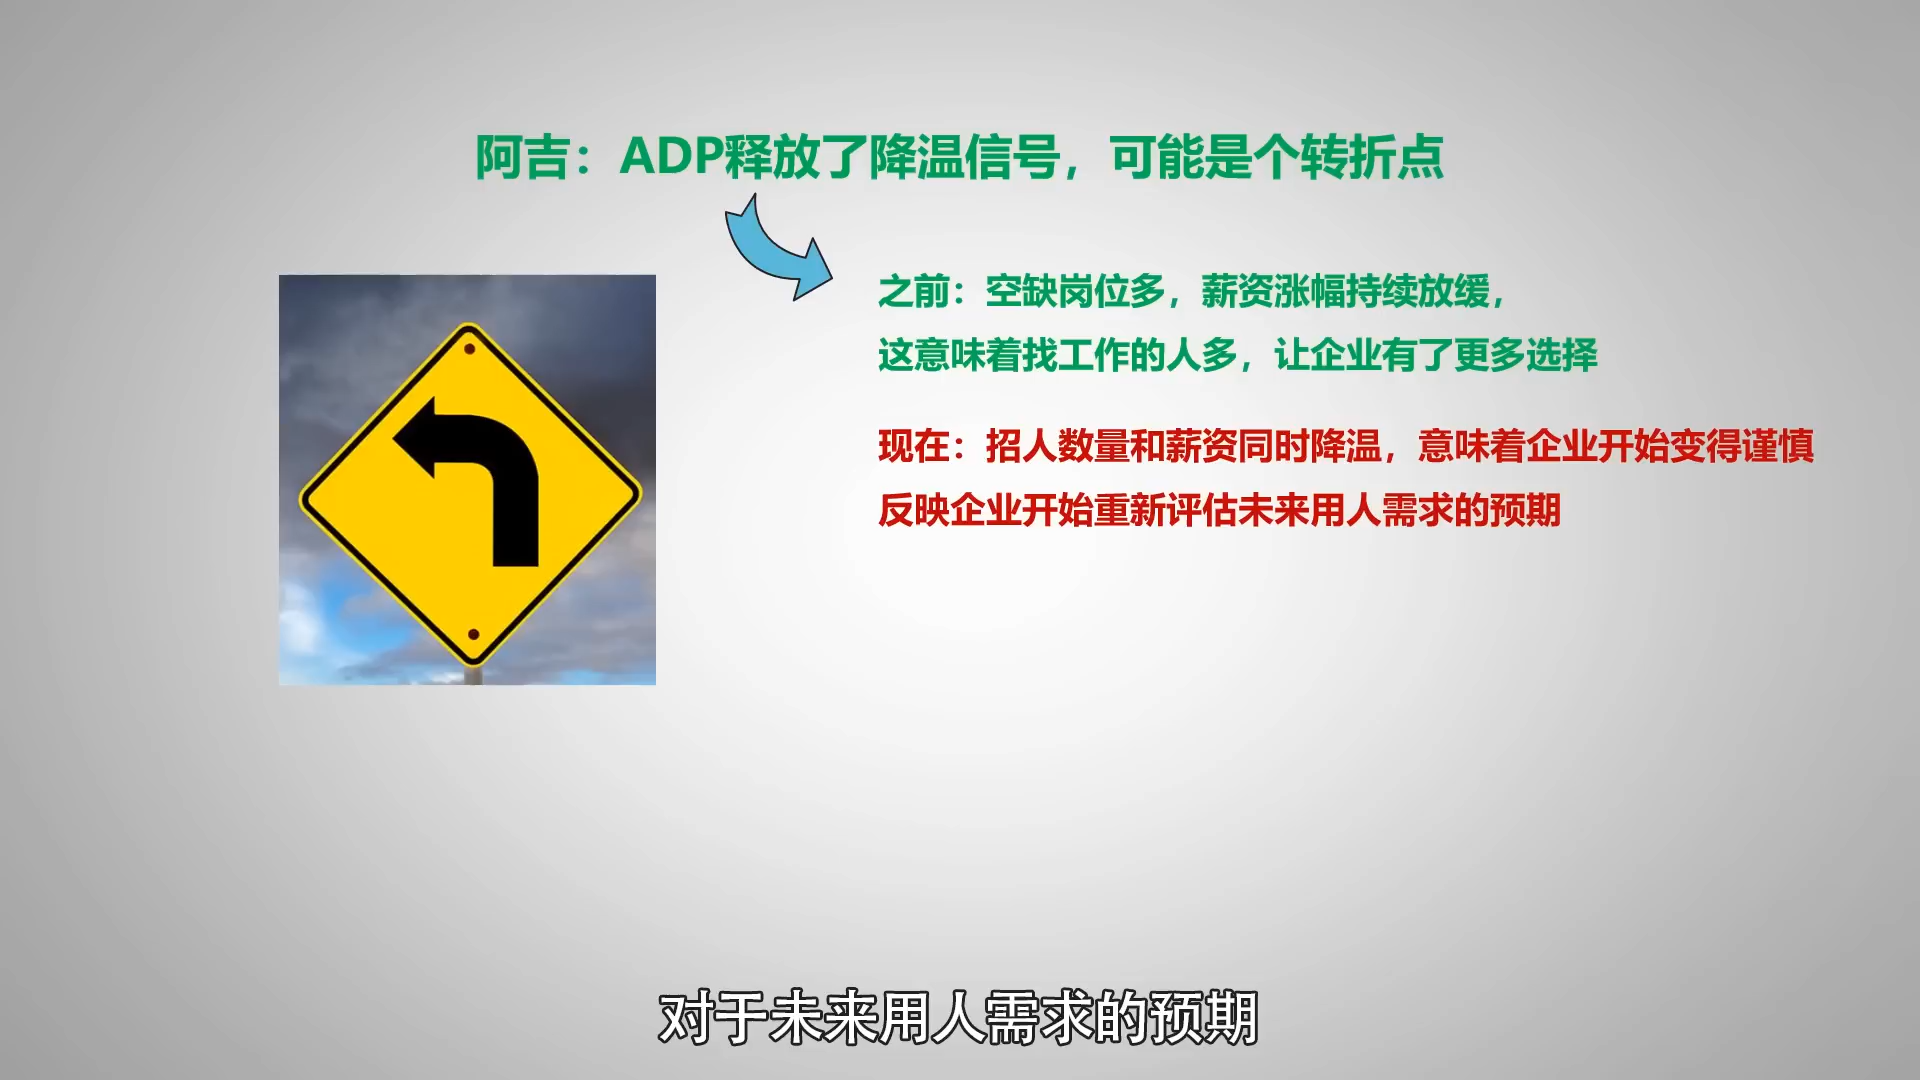 阿吉：ADP释放了降温信号，可能是个转折点
之前：空缺岗位多，薪资涨幅持续放缓，
这意味着找工作的人多，让企业有了更多选择
现在：招人数量和薪资同时降温，意味着企业开始变得谨慎
反映企业开始重新评估未来用人需求的预期
对于未来用人需求的预期